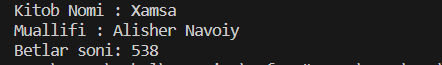 Kitob Nomi : Xamsa
Muallifi : Alisher Navoiy
Betlar soni: 538